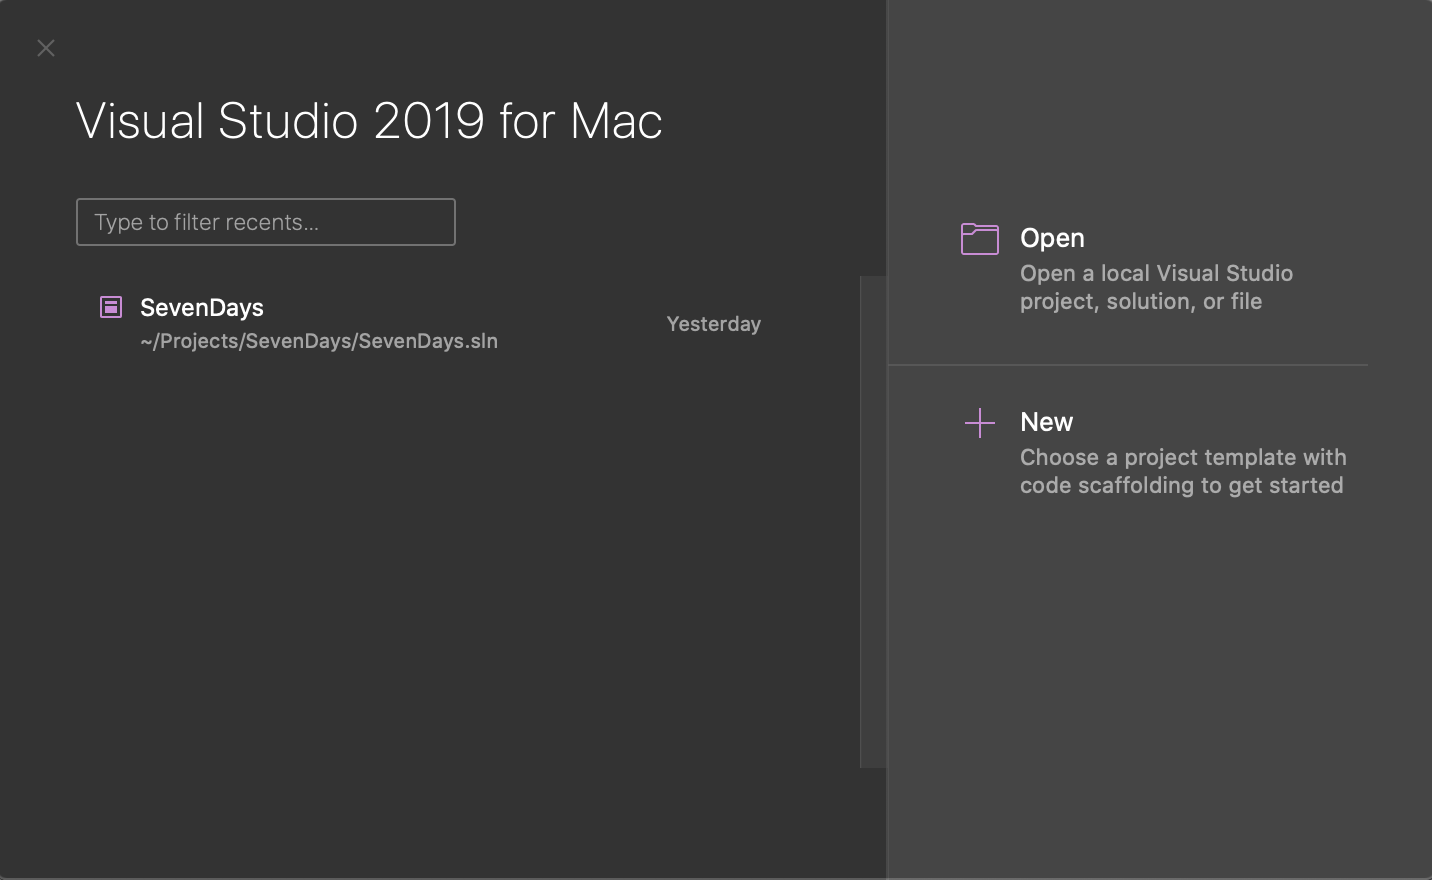 Visual Studio 2019 for Mac
Type to filter recents...
SevenDays
~/Projects/SevenDays/SevenDays.sln
Yesterday
Open
Open a local Visual Studio
project, solution, or file
New
Choose a project template with
code scaffolding to get started